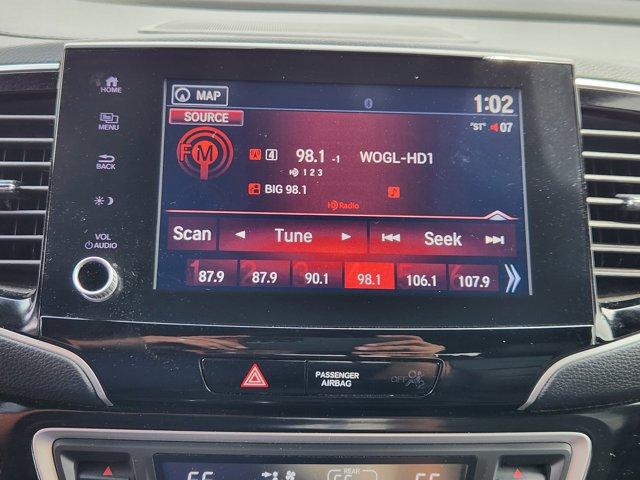 HOME
MENU
BACK
VOL
AUDIO
MAP
1:02
SOURCE
"ST" 07
FM
4 98.1 -1 WOGL-HD1
HD 1 2 3
BIG 98.1
HD Radio
Scan Tune Seek
87.9 87.9 90.1 98.1 106.1 107.9
PASSENGER
AIRBAG
OFF
REAR